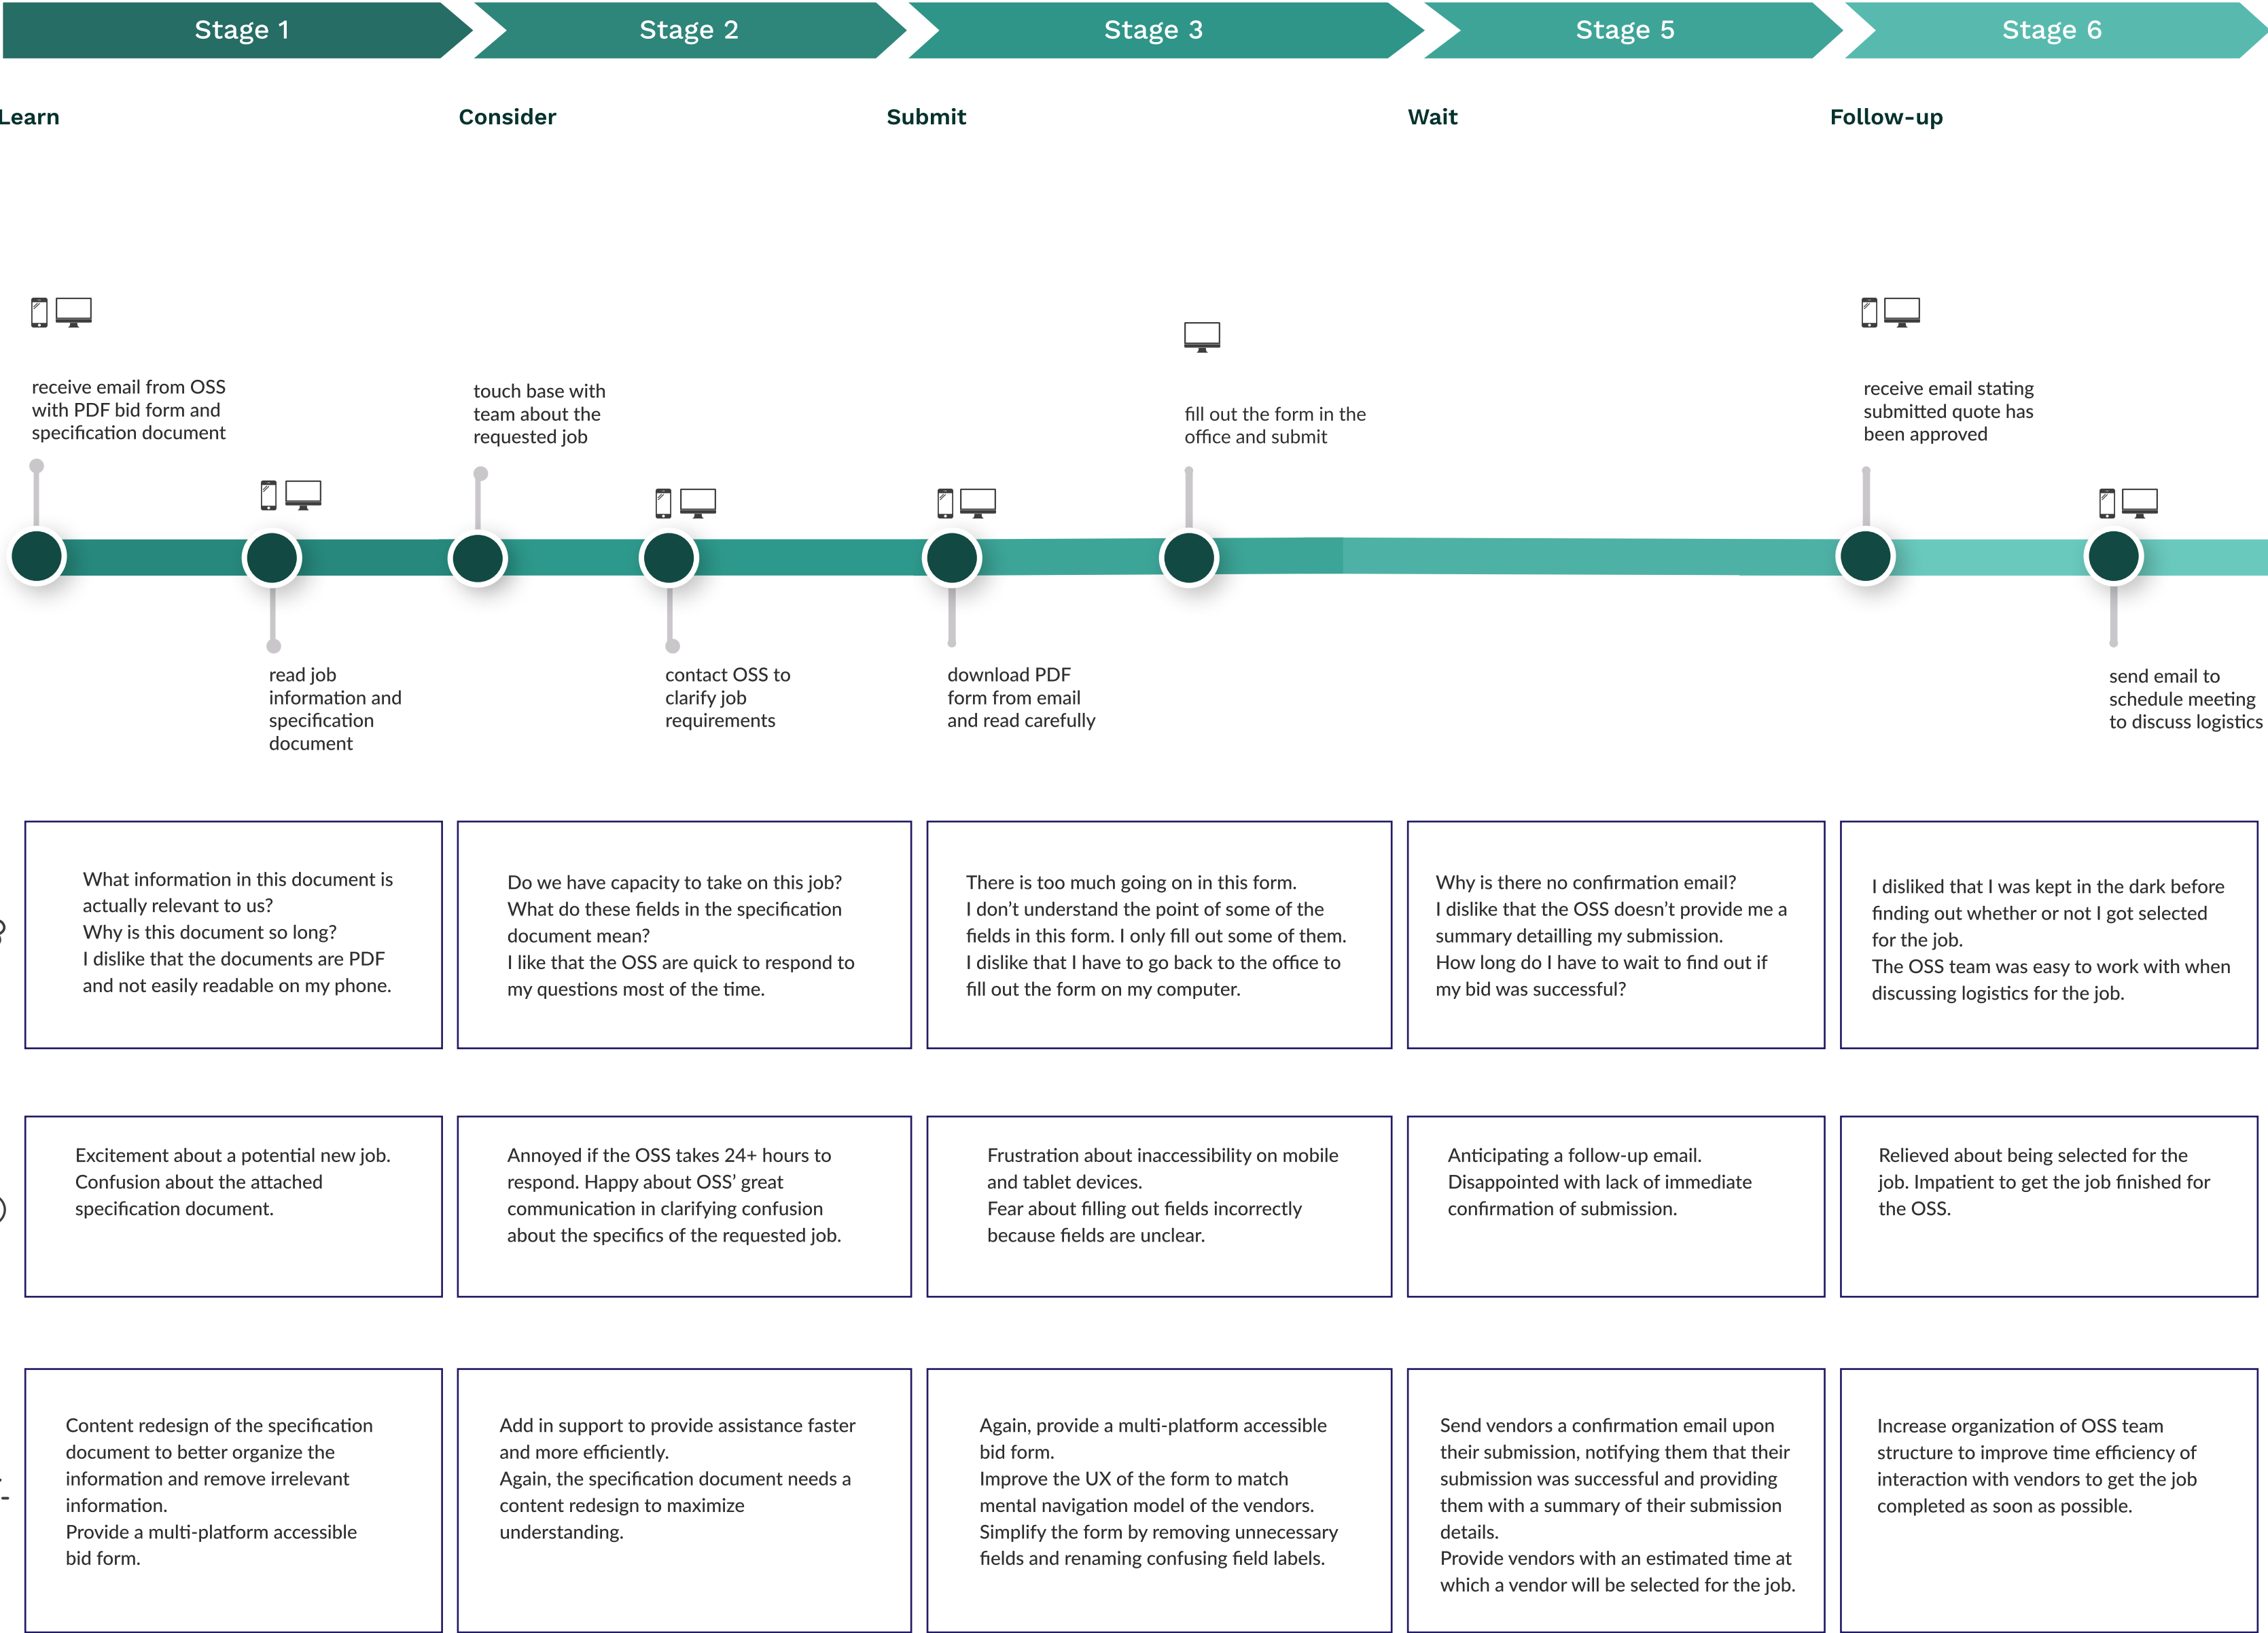 Stage 1
Stage 2
Stage 3
Stage 5
Stage 6
Learn
Consider
Submit
Wait
Follow-up
receive email from OSS
with PDF bid form and
specification document
touch base with
team about the
requested job
fill out the form in the
office and submit
receive email stating
submitted quote has
been approved
read job
information and
specification
document
contact OSS to
clarify job
requirements
download PDF
form from email
and read carefully
send email to
schedule meeting
to discuss logistics
What information in this document is
actually relevant to us?
Why is this document so long?
I dislike that the documents are PDF
and not easily readable on my phone.
Do we have capacity to take on this job?
What do these fields in the specification
document mean?
I like that the OSS are quick to respond to
my questions most of the time.
There is too much going on in this form.
I don’t understand the point of some of the
fields in this form. I only fill out some of them.
I dislike that I have to go back to the office to
fill out the form on my computer.
Why is there no confirmation email?
I dislike that the OSS doesn’t provide me a
summary detailling my submission.
How long do I have to wait to find out if
my bid was successful?
I disliked that I was kept in the dark before
finding out whether or not I got selected
for the job.
The OSS team was easy to work with when
discussing logistics for the job.
Excitement about a potential new job.
Confusion about the attached
specification document.
Annoyed if the OSS takes 24+ hours to
respond. Happy about OSS’ great
communication in clarifying confusion
about the specifics of the requested job.
Frustration about inaccessibility on mobile
and tablet devices.
Fear about filling out fields incorrectly
because fields are unclear.
Anticipating a follow-up email.
Disappointed with lack of immediate
confirmation of submission.
Relieved about being selected for the
job. Impatient to get the job finished for
the OSS.
Content redesign of the specification
document to better organize the
information and remove irrelevant
information.
Provide a multi-platform accessible
bid form.
Add in support to provide assistance faster
and more efficiently.
Again, the specification document needs a
content redesign to maximize
understanding.
Again, provide a multi-platform accessible
bid form.
Improve the UX of the form to match
mental navigation model of the vendors.
Simplify the form by removing unnecessary
fields and renaming confusing field labels.
Send vendors a confirmation email upon
their submission, notifying them that their
submission was successful and providing
them with a summary of their submission
details.
Provide vendors with an estimated time at
which a vendor will be selected for the job.
Increase organization of OSS team
structure to improve time efficiency of
interaction with vendors to get the job
completed as soon as possible.